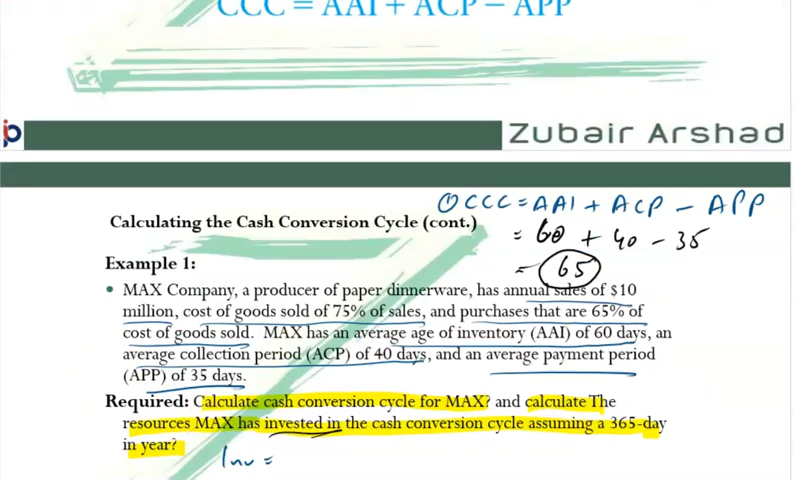 CCC = AAI + ACP − APP
Zubair Arshad
① CCC = AAI + ACP − APP
Calculating the Cash Conversion Cycle (cont.)
= 60 + 40 − 35
= 65
Example 1:
• MAX Company, a producer of paper dinnerware, has annual sales of $10
million, cost of goods sold of 75% of sales, and purchases that are 65% of
cost of goods sold. MAX has an average age of inventory (AAI) of 60 days, an
average collection period (ACP) of 40 days, and an average payment period
(APP) of 35 days.
Required: Calculate cash conversion cycle for MAX? and calculate The
resources MAX has invested in the cash conversion cycle assuming a 365-day
in year?
Inv =